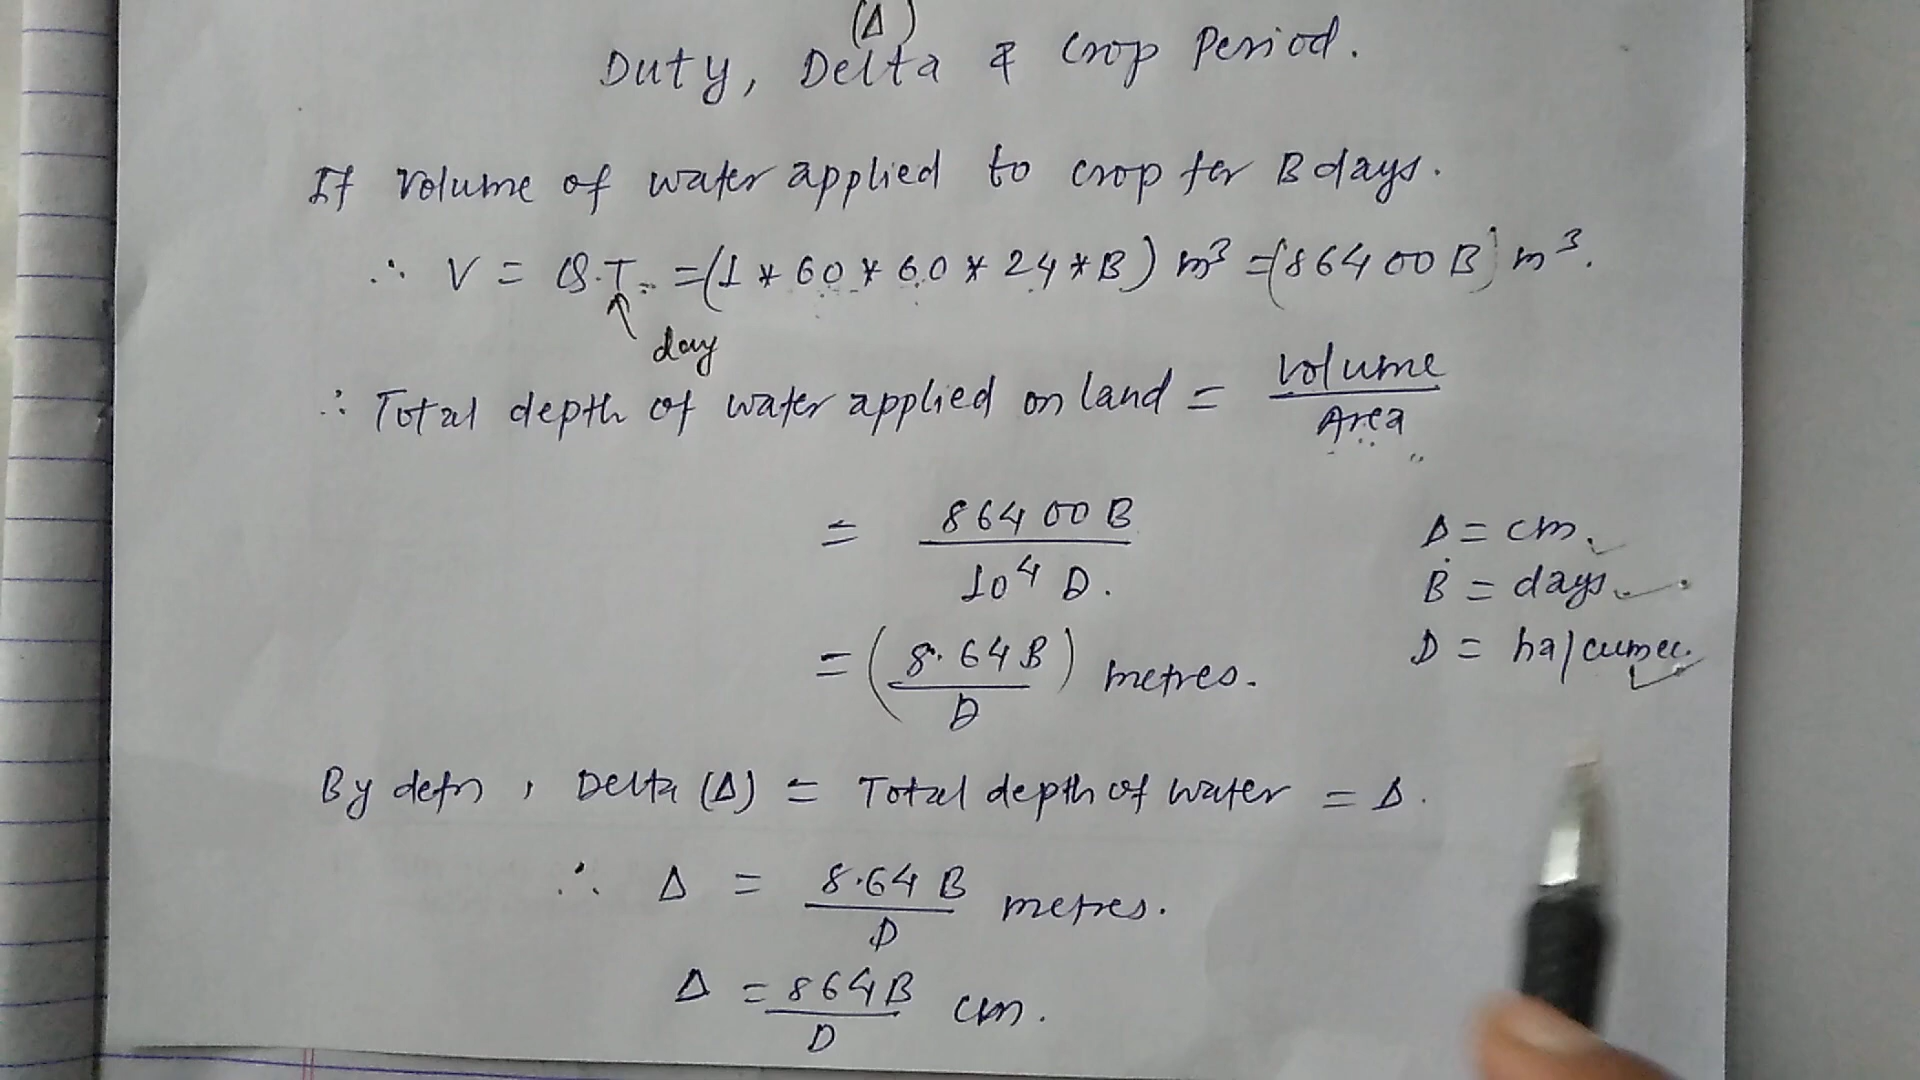 (Δ)
Duty, Delta & Crop Period.
If Volume of water applied to crop for B days.
∴ V = Q.T. = (1 * 60 * 60 * 24 * B) m³ = (86400 B) m³.
↑ day
∴ Total depth of water applied on land = Volume / Area
= 86400 B / 10⁴ D.
Δ = cm.
B = days.
= (8.64 B / D) metres.
D = ha/cumec.
By defn, Delta (Δ) = Total depth of water = Δ.
∴ Δ = 8.64 B / D metres.
Δ = 864 B / D cm.